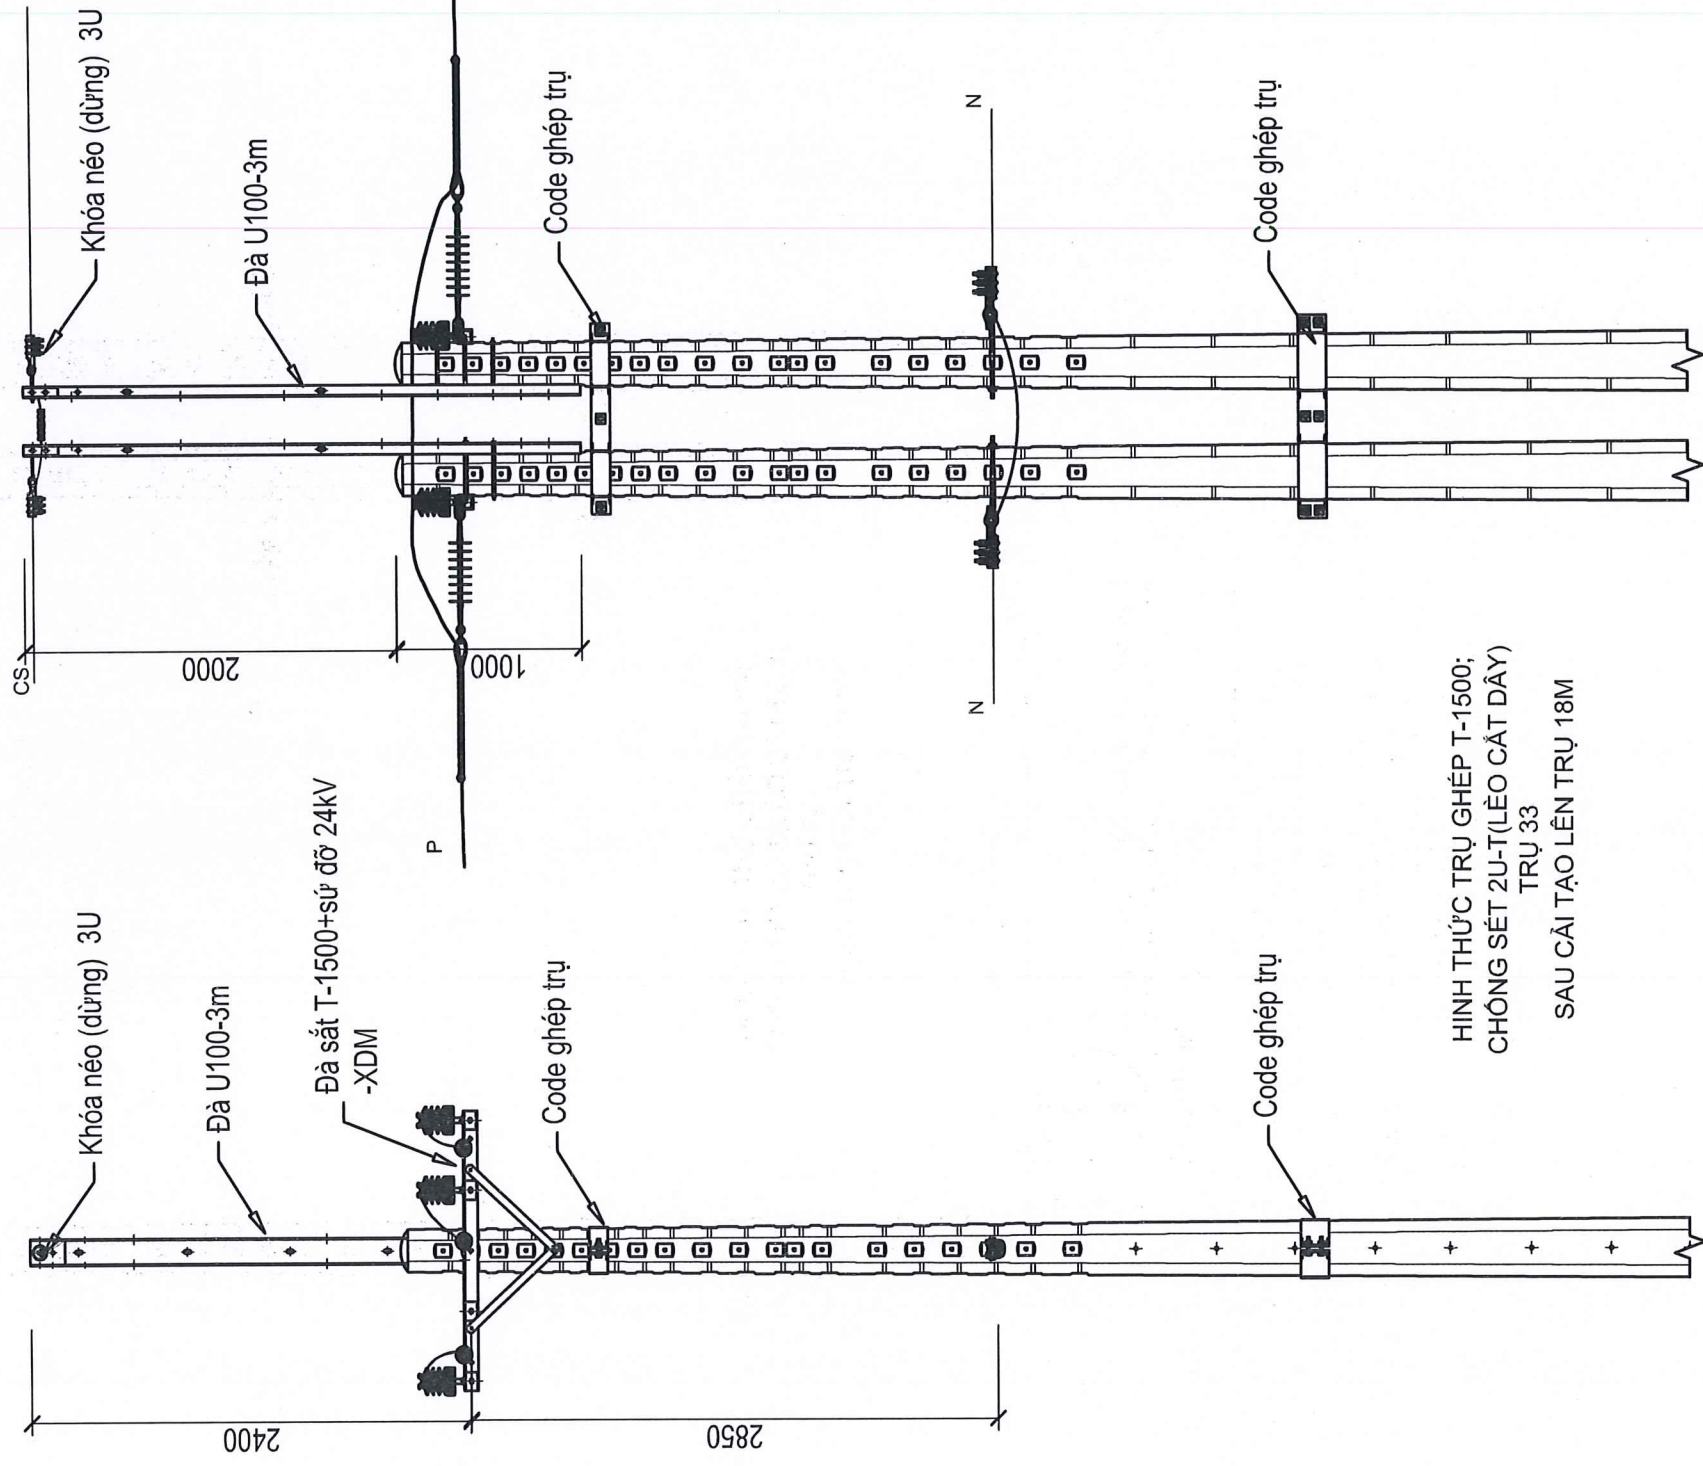 Khóa néo (dừng) 3U
Đà U100-3m
Đà sắt T-1500+sứ đỡ 24kV
-XDM
Code ghép trụ
Code ghép trụ
2400
2850
CS
Khóa néo (dừng) 3U
Đà U100-3m
2000
1000
P
Code ghép trụ
N
N
Code ghép trụ
HINH THỨC TRỤ GHÉP T-1500;
CHỐNG SÉT 2U-T(LÈO CẮT DÂY)
TRỤ 33
SAU CẢI TẠO LÊN TRỤ 18M